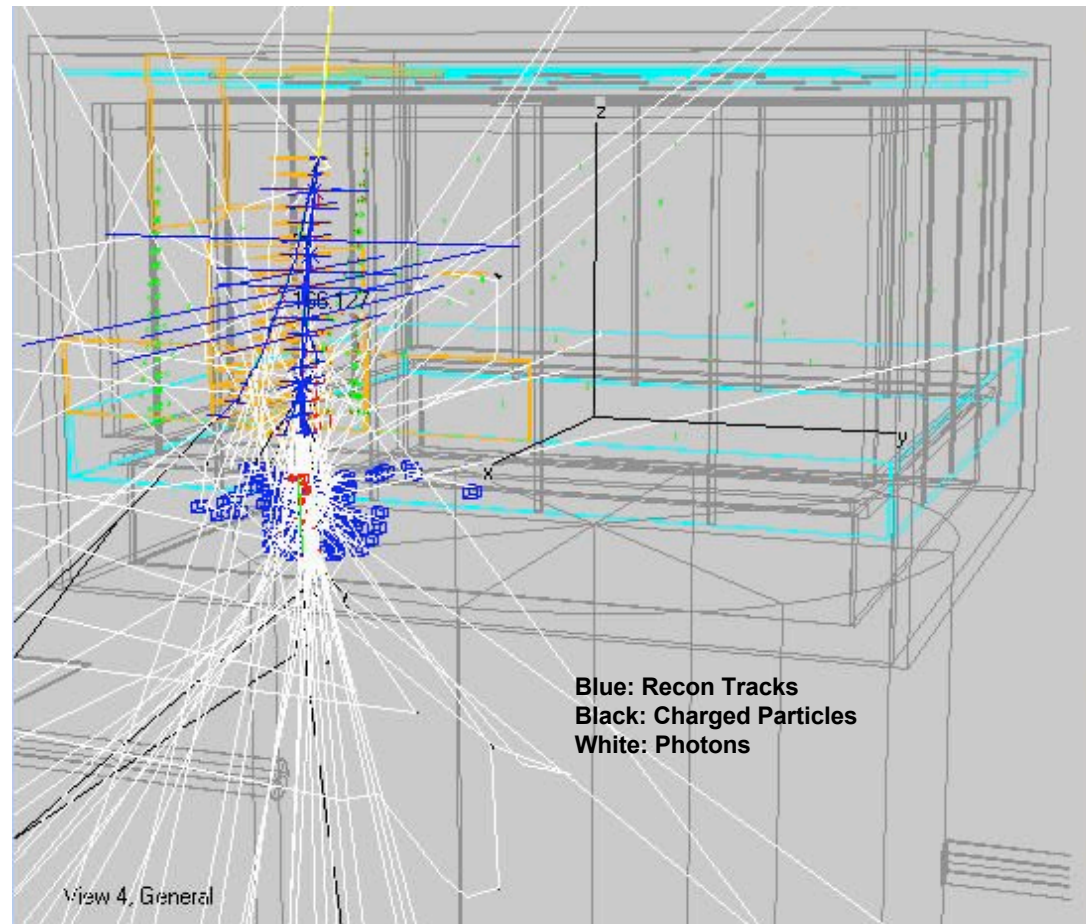 z
y
x
Blue: Recon Tracks
Black: Charged Particles
White: Photons
View 4, General